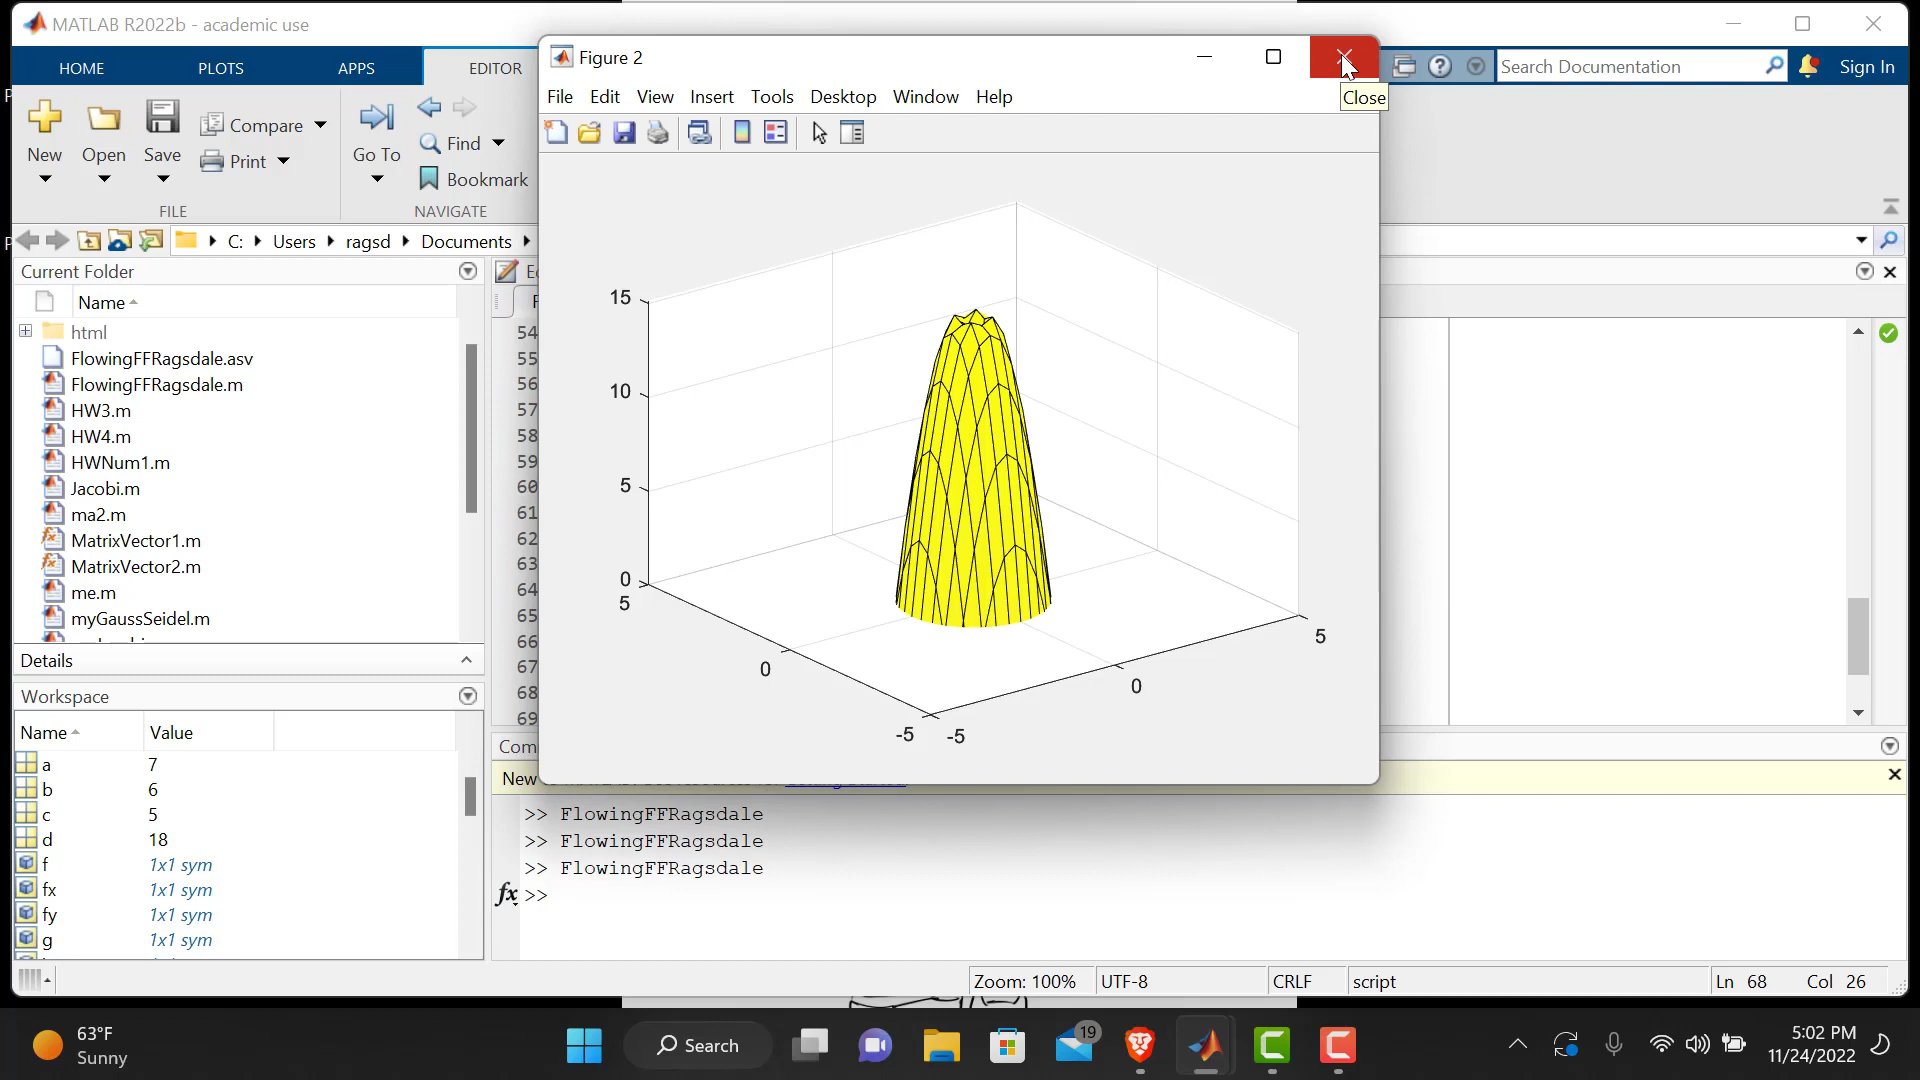 MATLAB R2022b - academic use
HOME PLOTS APPS EDITOR
Search Documentation Sign In
Figure 2
File Edit View Insert Tools Desktop Window Help
Close
New Open Save Compare Print
Go To Find Bookmark
FILE NAVIGATE
C: Users ragsd Documents
Current Folder
Name
html
FlowingFFRagsdale.asv
FlowingFFRagsdale.m
HW3.m
HW4.m
HWNum1.m
Jacobi.m
ma2.m
MatrixVector1.m
MatrixVector2.m
me.m
myGaussSeidel.m
Details
Workspace
Name Value
a 7
b 6
c 5
d 18
f 1x1 sym
fx 1x1 sym
fy 1x1 sym
g 1x1 sym
54
55
56
57
58
59
60
61
62
63
64
65
66
67
68
69
15
10
5
0
5
0
-5
-5
0
5
New
>> FlowingFFRagsdale
>> FlowingFFRagsdale
>> FlowingFFRagsdale
fx >>
Zoom: 100% UTF-8 CRLF script Ln 68 Col 26
63°F
Sunny
Search
19
5:02 PM
11/24/2022